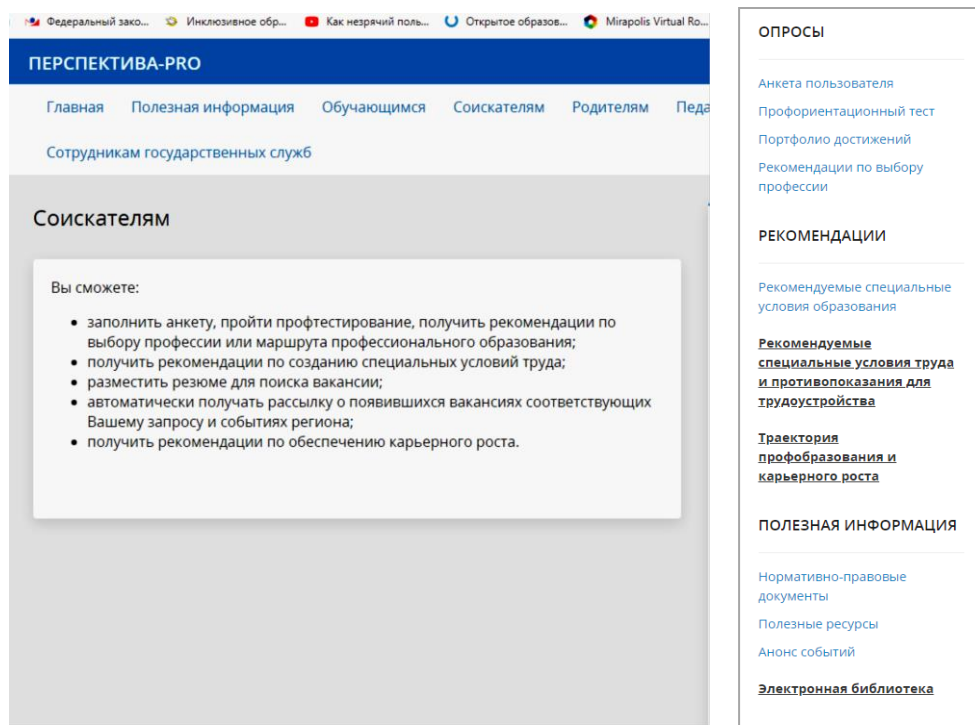 Федеральный зако... Инклюзивное обр... Как незрячий поль... Открытое образов... Mirapolis Virtual Ro...
ПЕРСПЕКТИВА-PRO
Главная Полезная информация Обучающимся Соискателям Родителям Педа
Сотрудникам государственных служб
Соискателям
Вы сможете:
• заполнить анкету, пройти профтестирование, получить рекомендации по
выбору профессии или маршрута профессионального образования;
• получить рекомендации по созданию специальных условий труда;
• разместить резюме для поиска вакансии;
• автоматически получать рассылку о появившихся вакансиях соответствующих
Вашему запросу и событиях региона;
• получить рекомендации по обеспечению карьерного роста.
ОПРОСЫ
Анкета пользователя
Профориентационный тест
Портфолио достижений
Рекомендации по выбору
профессии
РЕКОМЕНДАЦИИ
Рекомендуемые специальные
условия образования
Рекомендуемые
специальные условия труда
и противопоказания для
трудоустройства
Траектория
профобразования и
карьерного роста
ПОЛЕЗНАЯ ИНФОРМАЦИЯ
Нормативно-правовые
документы
Полезные ресурсы
Анонс событий
Электронная библиотека